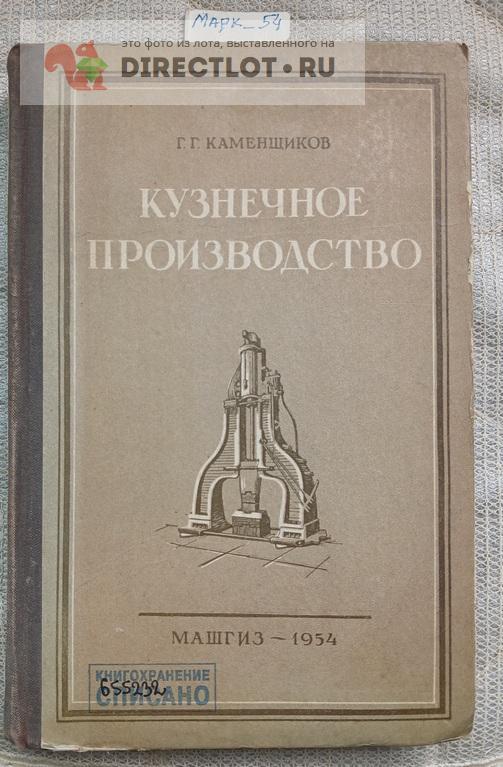 Марк_54
это фото из лота, выставленного на
DIRECTLOT.RU
Г. Г. КАМЕНЩИКОВ
КУЗНЕЧНОЕ
ПРОИЗВОДСТВО
МАШГИЗ – 1954
КНИГОХРАНЕНИЕ
655232
СПИСАНО